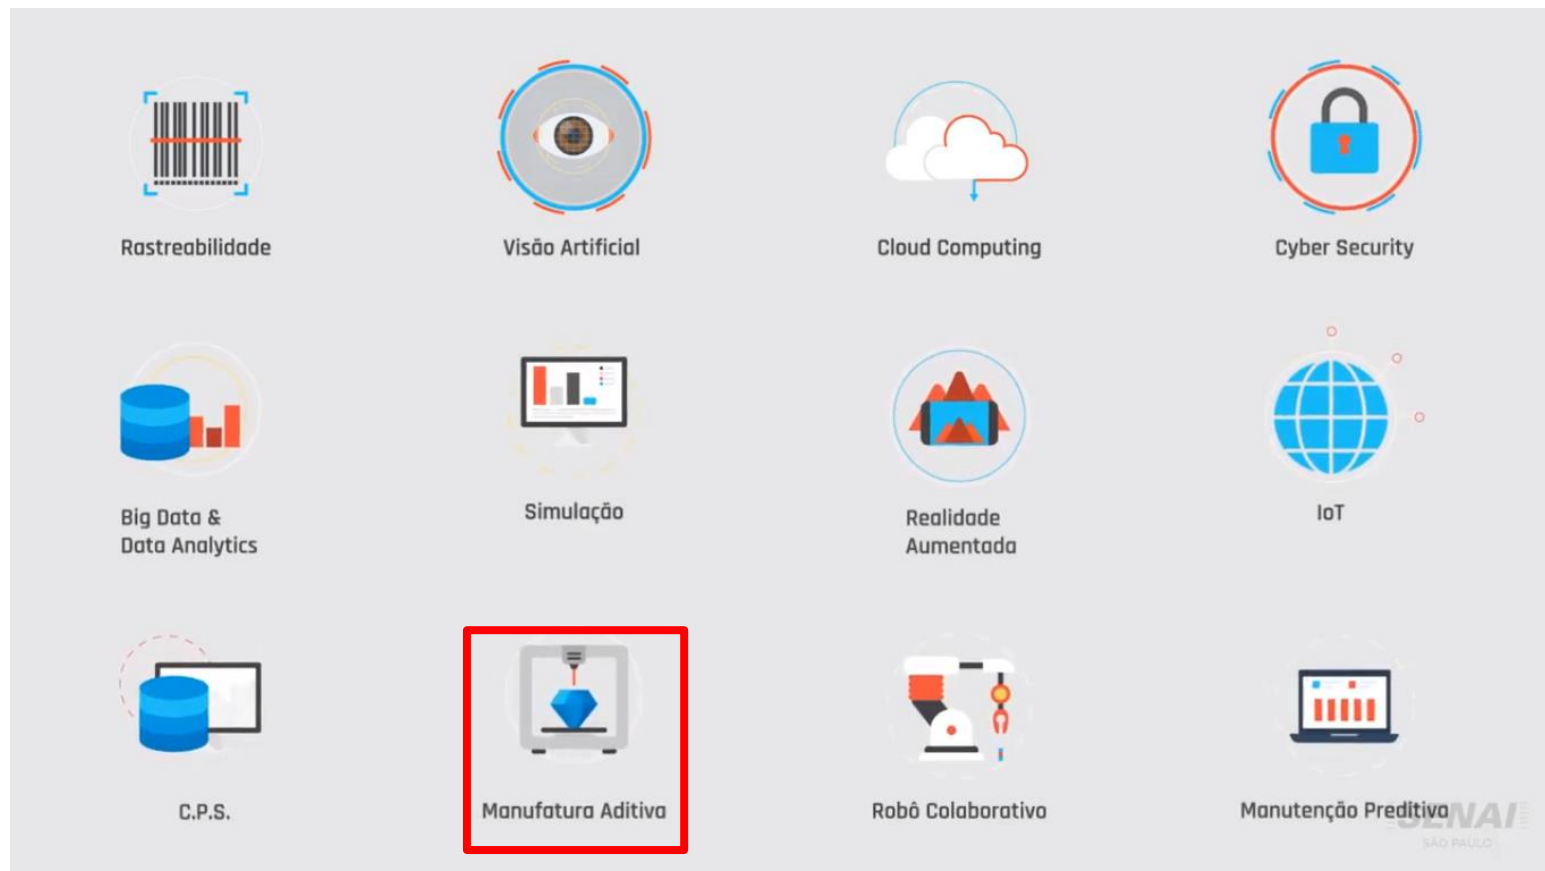 Rastreabilidade
Visão Artificial
Cloud Computing
Cyber Security
Big Data &
Data Analytics
Simulação
Realidade
Aumentada
IoT
C.P.S.
Manufatura Aditiva
Robô Colaborativo
Manutenção Preditiva
SENAI
SÃO PAULO